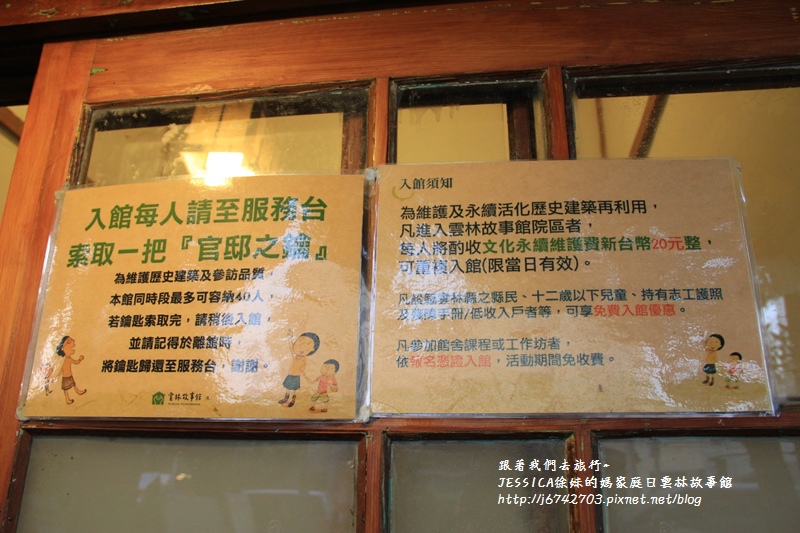 入館每人請至服務台
索取一把『官邸之鑰』
為維護歷史建築及參訪品質，
本館同時段最多可容納40人，
若鑰匙索取完，請稍後入館，
並請記得於離館時，
將鑰匙歸還至服務台，謝謝。
雲林故事館
入館須知
為維護及永續活化歷史建築再利用，
凡進入雲林故事館院區者，
每人將酌收文化永續維護費新台幣20元整，
可重複入館(限當日有效)。
凡設籍雲林縣之縣民、十二歲以下兒童、持有志工護照
及殘障手冊/低收入戶者等，可享免費入館優惠。
凡參加館舍課程或工作坊者，
依報名憑證入館，活動期間免收費。
跟著我們去旅行~
JESSICA徐妹的媽家庭日雲林故事館
http://j6742703.pixnet.net/blog